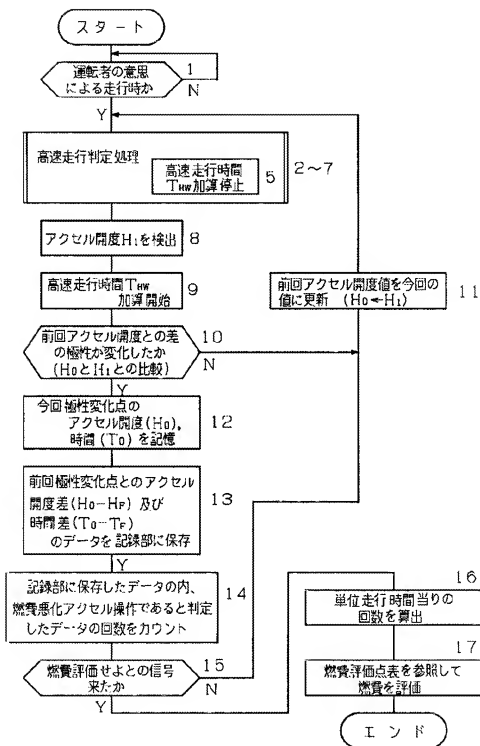 スタート
運転者の意思
による走行時か
1
N
Y
高速走行判定処理
高速走行時間
THW加算停止
5
2~7
アクセル開度H1を検出
8
高速走行時間THW
加算開始
9
前回アクセル開度値を今回の
値に更新 (H0←H1)
11
前回アクセル開度との差
の極性が変化したか
(H0とH1との比較)
10
N
Y
今回極性変化点の
アクセル開度(H0),
時間(T0)を記憶
12
前回極性変化点とのアクセル
開度差(H0-HF)及び
時間差(T0-TF)
のデータを記録部に保存
13
Y
記録部に保存したデータの内、
燃費悪化アクセル操作であると判定
したデータの回数をカウント
14
燃費評価せよとの信号
来たか
15
N
Y
16
単位走行時間当りの
回数を算出
17
燃費評価点表を参照して
燃費を評価
エンド